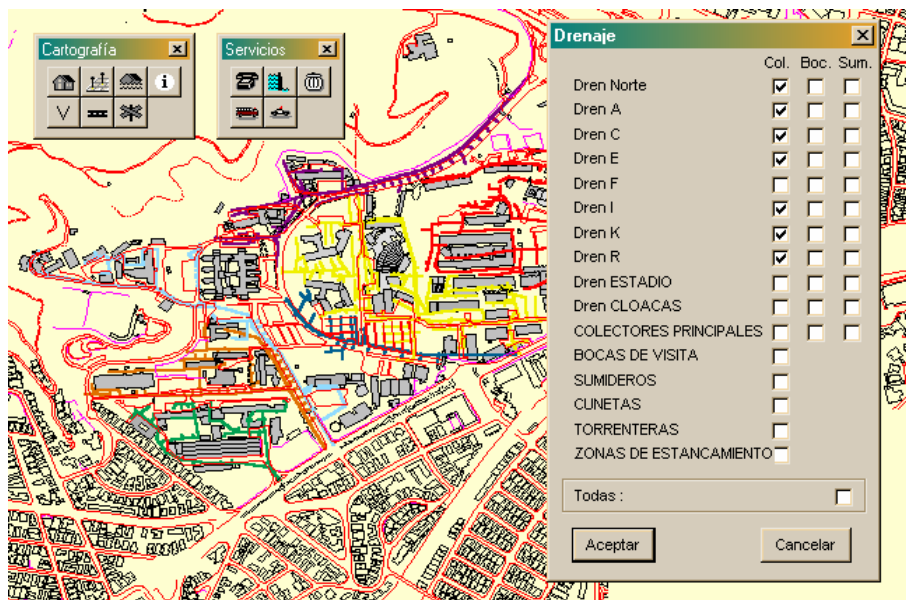 Cartografía
Servicios
Drenaje
Col. Boc. Sum.
Dren Norte
Dren A
Dren C
Dren E
Dren F
Dren I
Dren K
Dren R
Dren ESTADIO
Dren CLOACAS
COLECTORES PRINCIPALES
BOCAS DE VISITA
SUMIDEROS
CUNETAS
TORRENTERAS
ZONAS DE ESTANCAMIENTO
Todas :
Aceptar
Cancelar